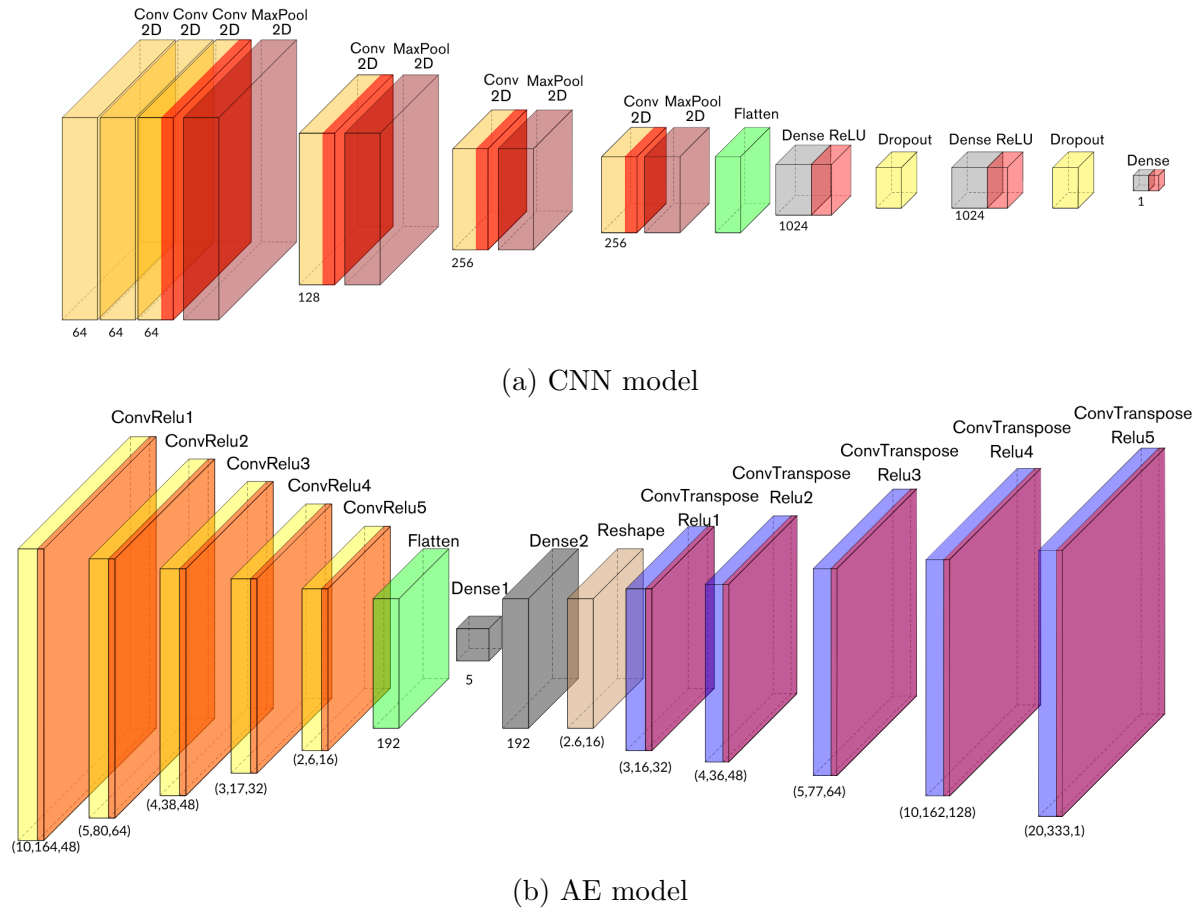 Conv Conv Conv MaxPool
2D 2D 2D 2D
Conv MaxPool
2D 2D
Conv MaxPool
2D 2D
Conv MaxPool
2D 2D
Flatten
Dense ReLU
Dropout
Dense ReLU
Dropout
Dense
64 64 64
128
256
256
1024
1024
1
(a) CNN model
ConvRelu1
ConvRelu2
ConvRelu3
ConvRelu4
ConvRelu5
Flatten
Dense1
Dense2
Reshape
ConvTranspose
Relu1
ConvTranspose
Relu2
ConvTranspose
Relu3
ConvTranspose
Relu4
ConvTranspose
Relu5
(10,164,48)
(5,80,64)
(4,38,48)
(3,17,32)
(2,6,16)
192
5
192
(2.6,16)
(3,16,32)
(4,36,48)
(5,77,64)
(10,162,128)
(20,333,1)
(b) AE model